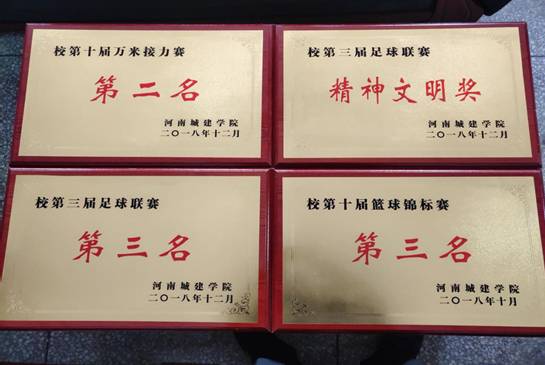 校第十届万米接力赛
第二名
河南城建学院
二〇一八年十二月
校第三届足球联赛
精神文明奖
河南城建学院
二〇一八年十二月
校第三届足球联赛
第三名
河南城建学院
二〇一八年十二月
校第十届篮球锦标赛
第三名
河南城建学院
二〇一八年十月